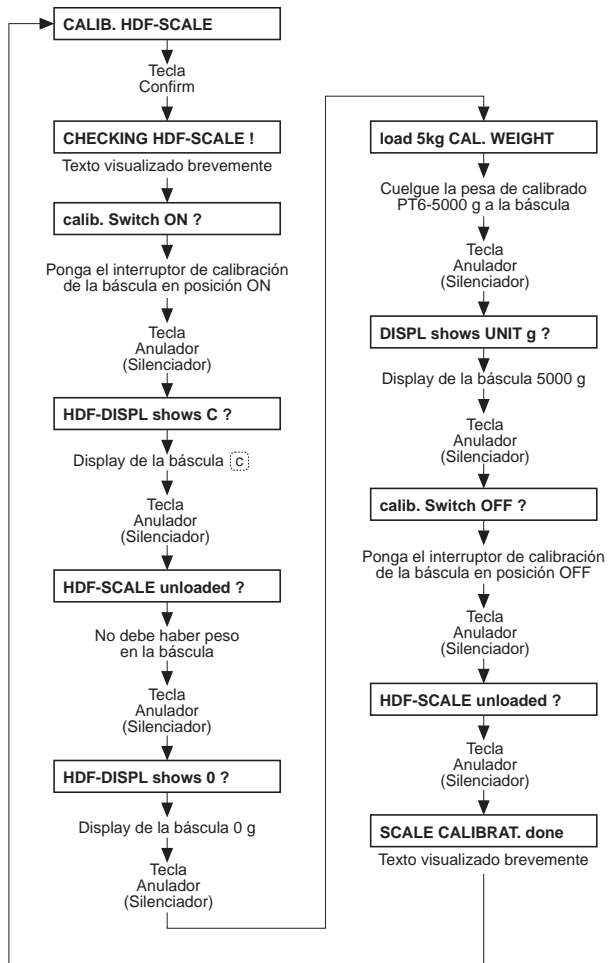 CALIB. HDF-SCALE
Tecla
Confirm
CHECKING HDF-SCALE !
Texto visualizado brevemente
calib. Switch ON ?
Ponga el interruptor de calibración
de la báscula en posición ON
Tecla
Anulador
(Silenciador)
HDF-DISPL shows C ?
Display de la báscula c
Tecla
Anulador
(Silenciador)
HDF-SCALE unloaded ?
No debe haber peso
en la báscula
Tecla
Anulador
(Silenciador)
HDF-DISPL shows 0 ?
Display de la báscula 0 g
Tecla
Anulador
(Silenciador)
load 5kg CAL. WEIGHT
Cuelgue la pesa de calibrado
PT6-5000 g a la báscula
Tecla
Anulador
(Silenciador)
DISPL shows UNIT g ?
Display de la báscula 5000 g
Tecla
Anulador
(Silenciador)
calib. Switch OFF ?
Ponga el interruptor de calibración
de la báscula en posición OFF
Tecla
Anulador
(Silenciador)
HDF-SCALE unloaded ?
Tecla
Anulador
(Silenciador)
SCALE CALIBRAT. done
Texto visualizado brevemente